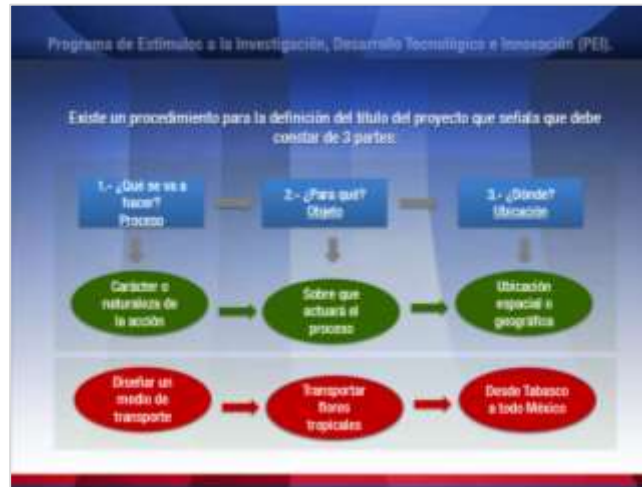 Programa de Estímulos a la Investigación, Desarrollo Tecnológico e Innovación (PEI).
Existe un procedimiento para la definición del título del proyecto que señala que debe
constar de 3 partes:
1.- ¿Qué se va a
hacer?
Proceso
2.- ¿Para qué?
Objeto
3.- ¿Dónde?
Ubicación
Carácter o
naturaleza de
la acción
Sobre que
actuará el
proceso
Ubicación
espacial o
geográfica
Diseñar un
medio de
transporte
Transportar
flores
tropicales
Desde Tabasco
a todo México